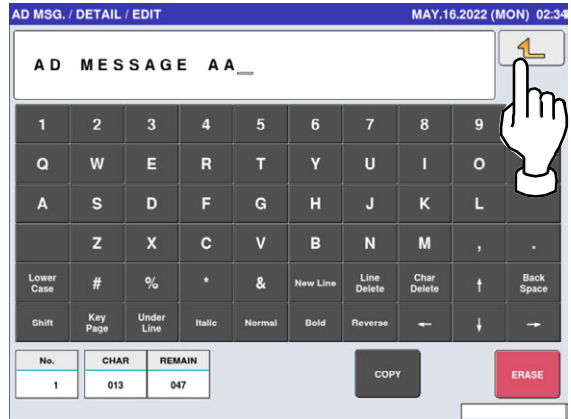 AD MSG. / DETAIL / EDIT MAY.16.2022 (MON) 02:34
AD MESSAGE AA_
1 2 3 4 5 6 7 8 9
Q W E R T Y U I O
A S D F G H J K L
Z X C V B N M , .
Lower Case # % * & New Line Line Delete Char Delete ↑ Back Space
Shift Key Page Under Line Italic Normal Bold Reverse ← ↓ →
No. CHAR REMAIN
1 013 047
COPY ERASE